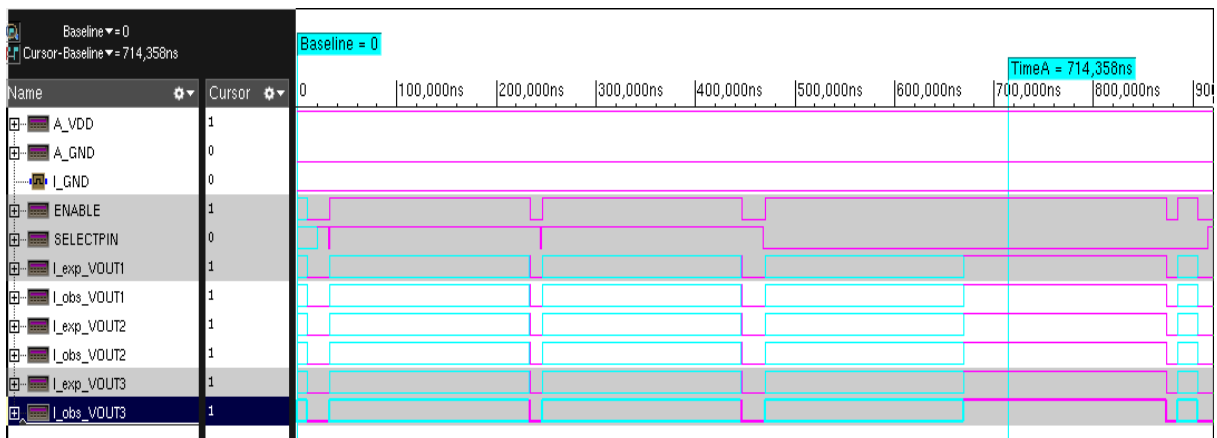 Baseline▼= 0
Cursor-Baseline▼= 714,358ns
Baseline = 0
TimeA = 714,358ns
Name Cursor 0 100,000ns 200,000ns 300,000ns 400,000ns 500,000ns 600,000ns 700,000ns 800,000ns 90
A_VDD 1
A_GND 0
I_GND 0
ENABLE 1
SELECTPIN 0
I_exp_VOUT1 1
I_obs_VOUT1 1
I_exp_VOUT2 1
I_obs_VOUT2 1
I_exp_VOUT3 1
I_obs_VOUT3 1